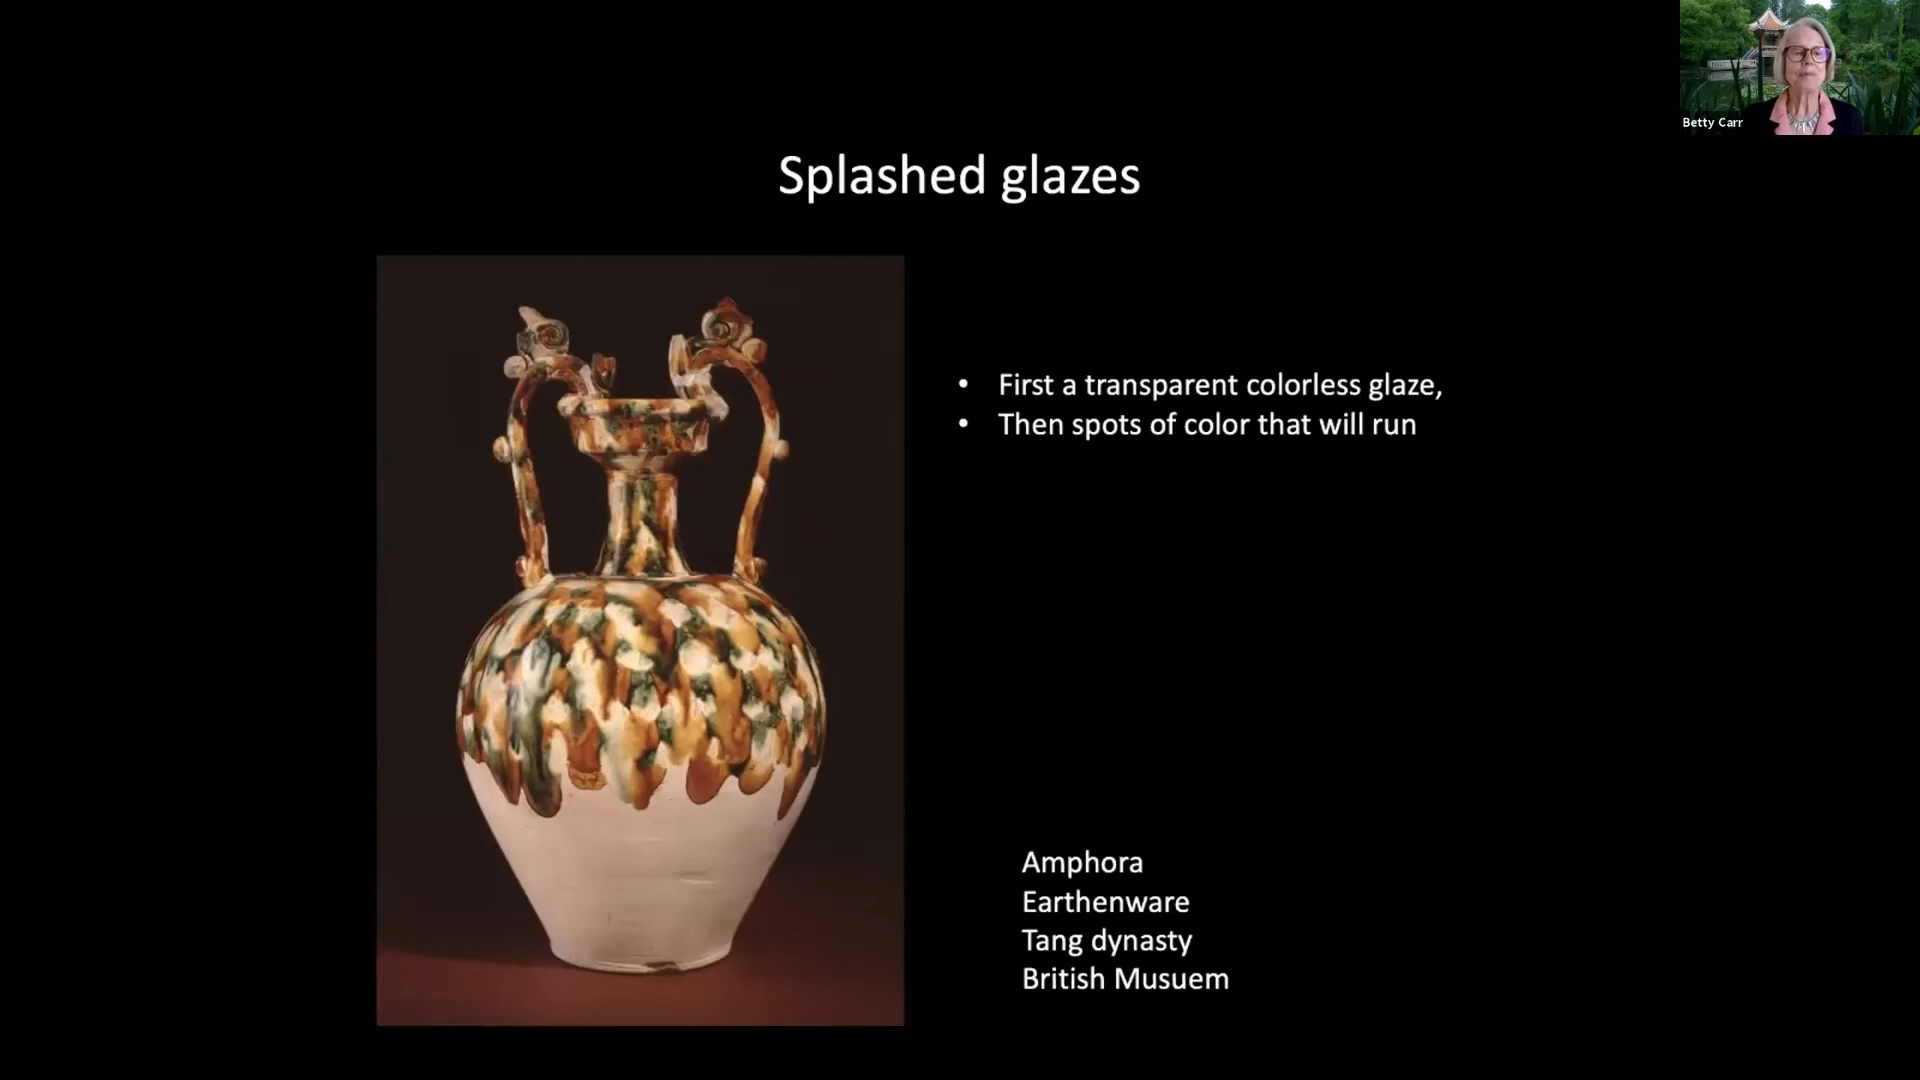 Betty Carr
Splashed glazes
• First a transparent colorless glaze,
• Then spots of color that will run
Amphora
Earthenware
Tang dynasty
British Musuem